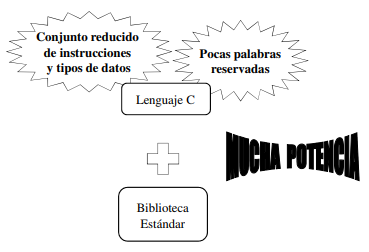 Conjunto reducido
de instrucciones
y tipos de datos
Pocas palabras
reservadas
Lenguaje C
MUCHA POTENCIA
Biblioteca
Estándar